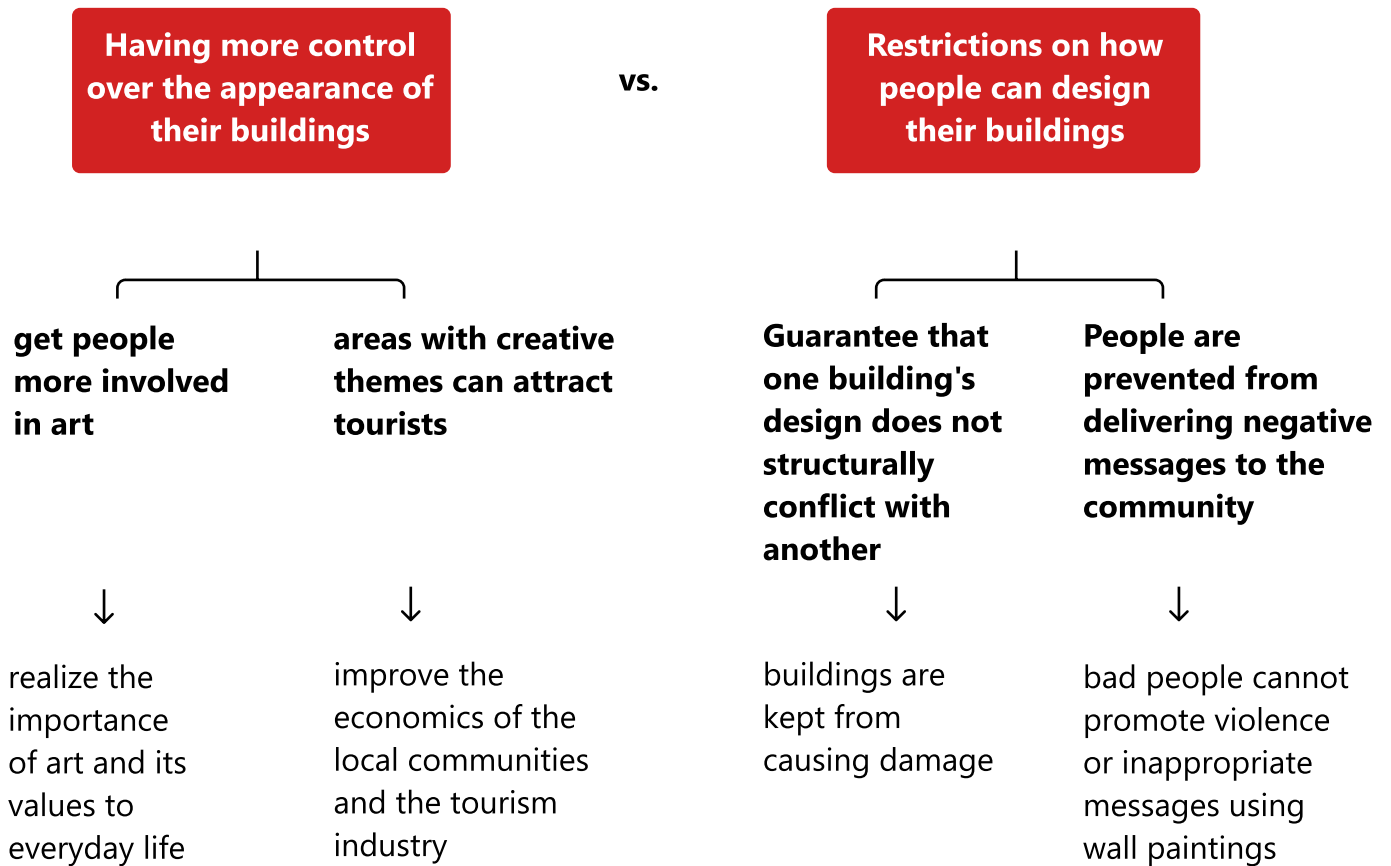 Having more control
over the appearance of
their buildings
vs.
Restrictions on how
people can design
their buildings
get people
more involved
in art
areas with creative
themes can attract
tourists
Guarantee that
one building's
design does not
structurally
conflict with
another
People are
prevented from
delivering negative
messages to the
community
↓
↓
↓
↓
realize the
importance
of art and its
values to
everyday life
improve the
economics of the
local communities
and the tourism
industry
buildings are
kept from
causing damage
bad people cannot
promote violence
or inappropriate
messages using
wall paintings